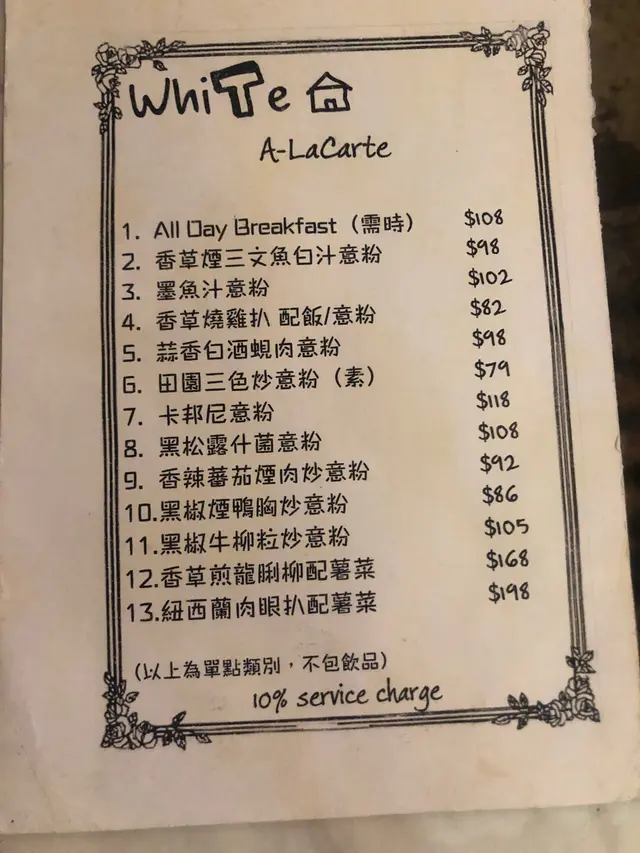 WhiTe
A-LaCarte
1. All Day Breakfast（需時） $108
2. 香草煙三文魚白汁意粉 $98
3. 墨魚汁意粉 $102
4. 香草燒雞扒 配飯/意粉 $82
5. 蒜香白酒蜆肉意粉 $98
6. 田園三色炒意粉（素） $79
7. 卡邦尼意粉 $118
8. 黑松露什菌意粉 $108
9. 香辣蕃茄煙肉炒意粉 $92
10.黑椒煙鴨胸炒意粉 $86
11.黑椒牛柳粒炒意粉 $105
12.香草煎龍脷柳配薯菜 $168
13.紐西蘭肉眼扒配薯菜 $198
(以上為單點類別，不包飲品)
10% service charge